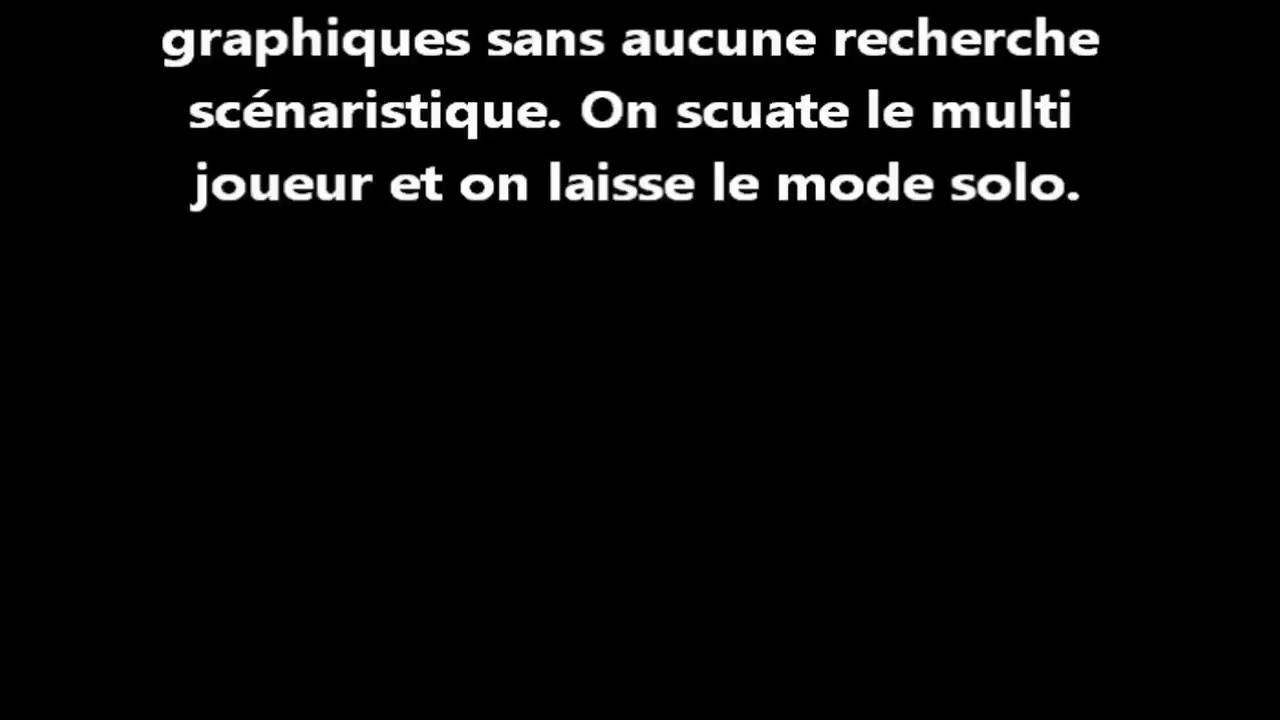 graphiques sans aucune recherche
scénaristique. On scuate le multi
joueur et on laisse le mode solo.